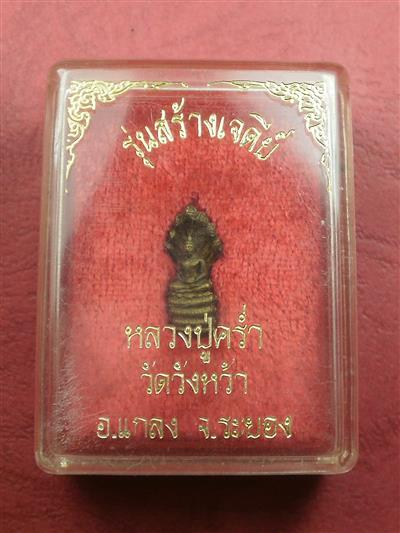 รุ่นสร้างเจดีย์
หลวงปู่คร่ำ
วัดวังหว้า
อ.แกลง จ.ระยอง